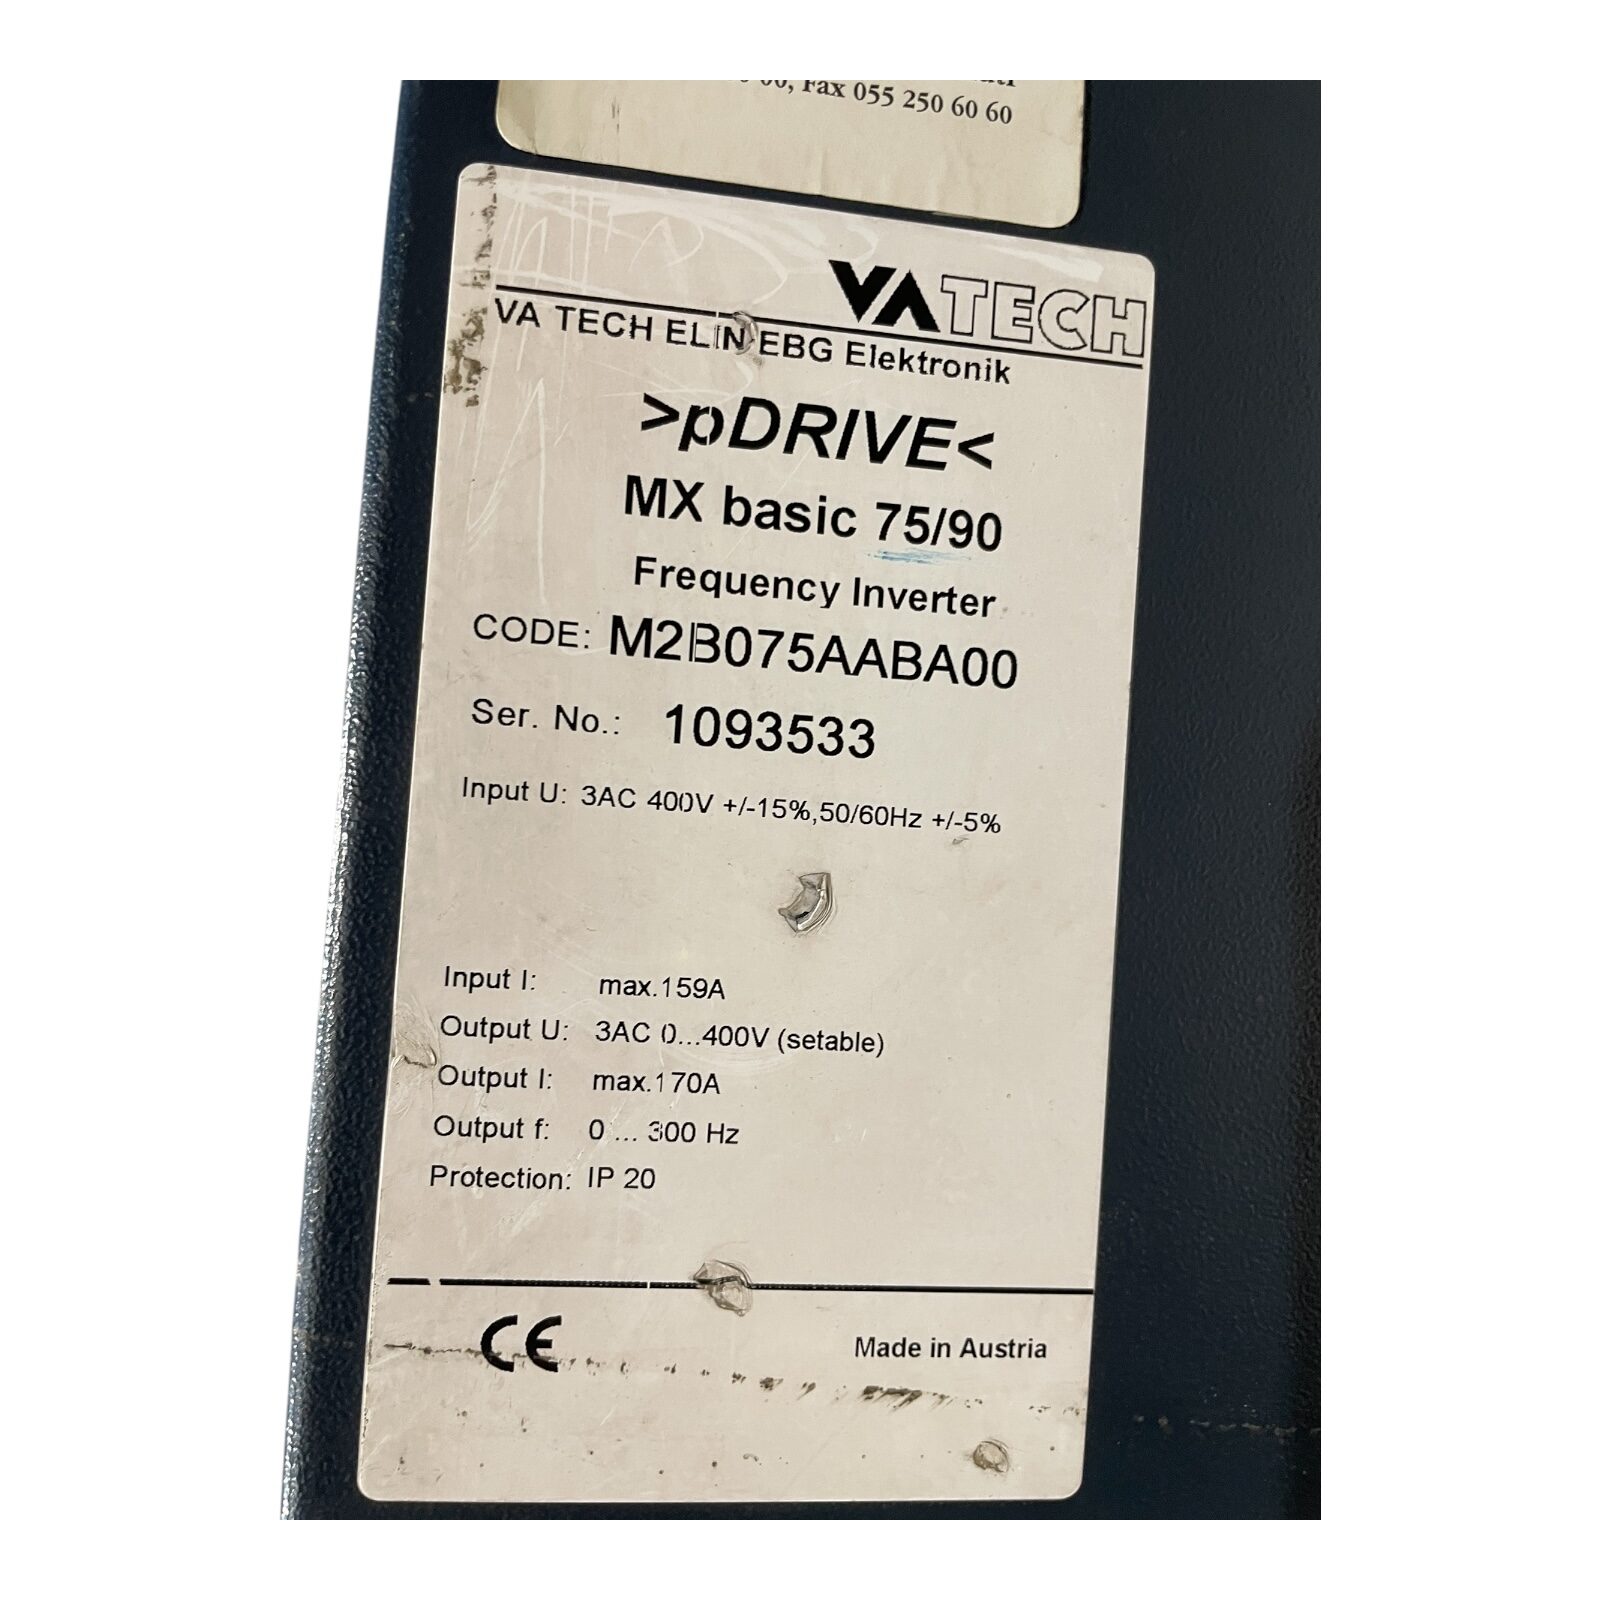 Fax 055 250 60 60
VA TECH
VA TECH ELIN EBG Elektronik
>pDRIVE<
MX basic 75/90
Frequency Inverter
CODE: M2B075AABA00
Ser. No.: 1093533
Input U: 3AC 400V +/-15%,50/60Hz +/-5%
Input I: max.159A
Output U: 3AC 0...400V (setable)
Output I: max.170A
Output f: 0 ... 300 Hz
Protection: IP 20
CE
Made in Austria